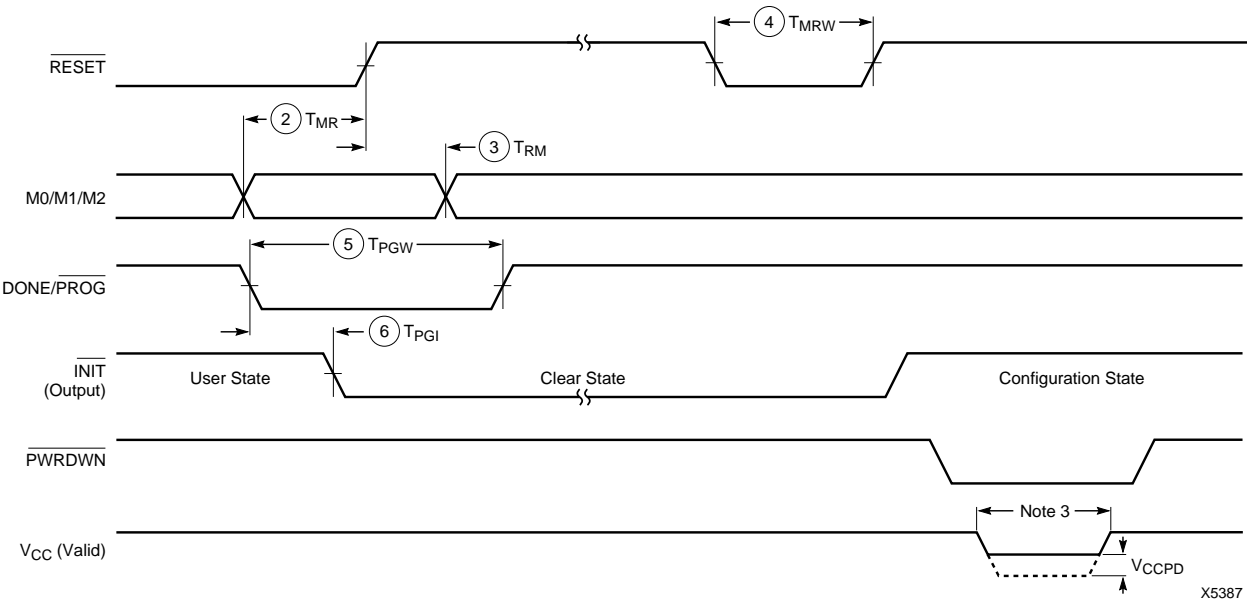 4 TMRW
RESET
2 TMR
3 TRM
M0/M1/M2
5 TPGW
DONE/PROG
6 TPGI
INIT
(Output)
User State
Clear State
Configuration State
PWRDWN
Note 3
VCC (Valid)
VCCPD
X5387